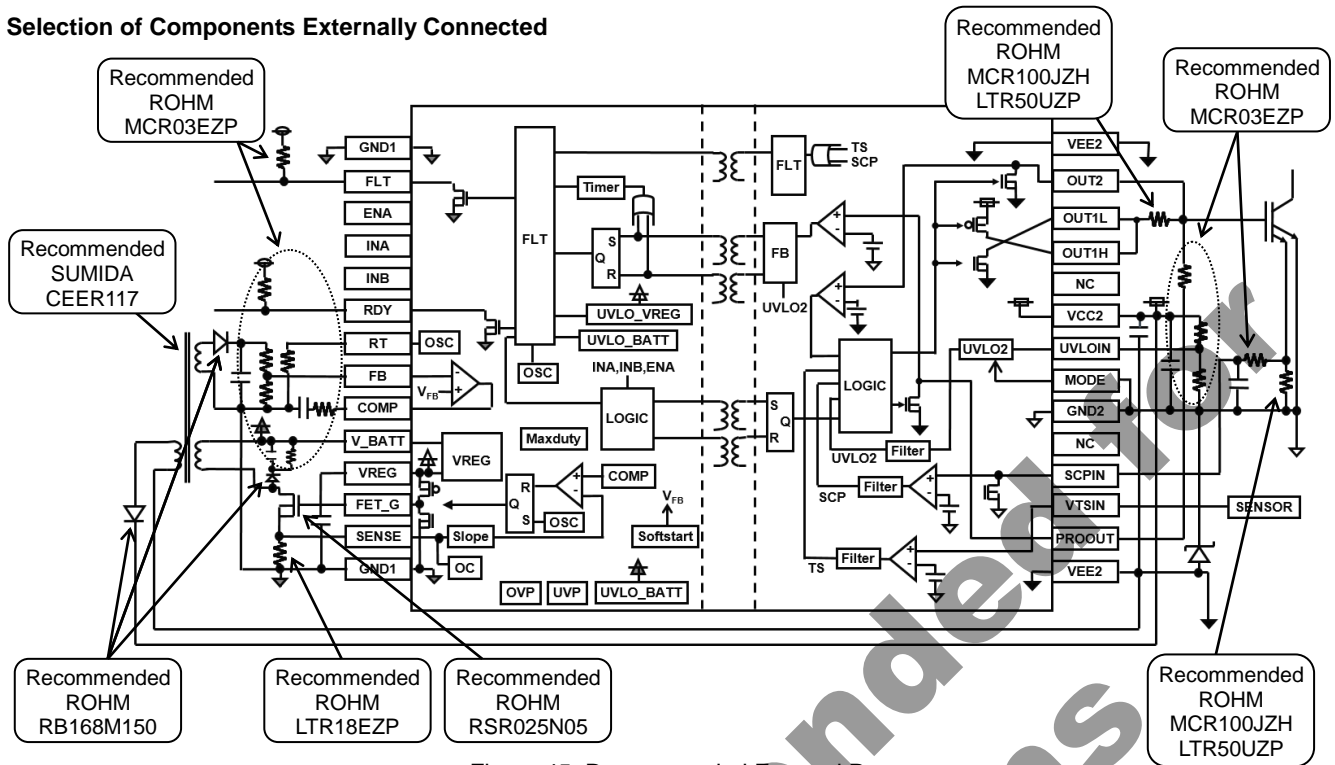 Selection of Components Externally Connected
Recommended
ROHM
MCR03EZP
Recommended
ROHM
MCR100JZH
LTR50UZP
Recommended
ROHM
MCR03EZP
Recommended
SUMIDA
CEER117
GND1
FLT
ENA
INA
INB
RDY
RT
FB
COMP
V_BATT
VREG
FET_G
SENSE
GND1
OSC
V_FB
-
+
VREG
Slope
OC
FLT
OSC
Timer
S
Q
R
UVLO_VREG
UVLO_BATT
INA,INB,ENA
LOGIC
Maxduty
R
Q
S
OSC
+
-
COMP
V_FB
Softstart
OVP
UVP
UVLO_BATT
FLT
TS
SCP
FB
UVLO2
+
-
+
-
LOGIC
UVLO2
S
Q
R
UVLO2
Filter
SCP
Filter
+
-
TS
Filter
+
-
VEE2
OUT2
OUT1L
OUT1H
NC
VCC2
UVLOIN
MODE
GND2
NC
SCPIN
VTSIN
PROOUT
VEE2
SENSOR
Recommended
ROHM
RB168M150
Recommended
ROHM
LTR18EZP
Recommended
ROHM
RSR025N05
Recommended
ROHM
MCR100JZH
LTR50UZP
nded for